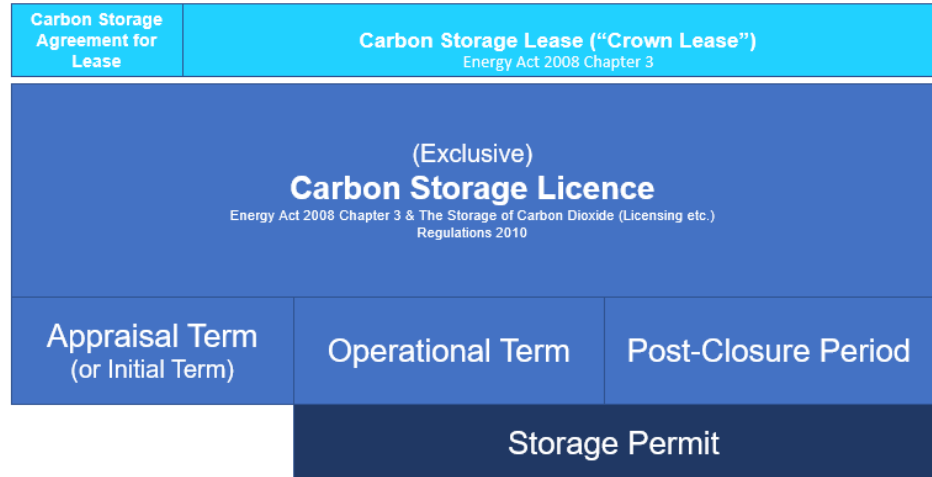 Carbon Storage
Agreement for
Lease
Carbon Storage Lease (“Crown Lease”)
Energy Act 2008 Chapter 3
(Exclusive)
Carbon Storage Licence
Energy Act 2008 Chapter 3 & The Storage of Carbon Dioxide (Licensing etc.)
Regulations 2010
Appraisal Term
(or Initial Term)
Operational Term
Post-Closure Period
Storage Permit